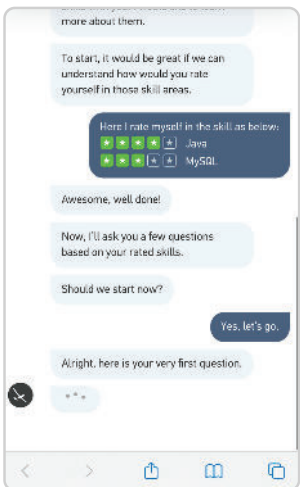 more about them.
To start, it would be great if we can
understand how would you rate
yourself in those skill areas.
Here I rate myself in the skill as below:
Java
MySQL
Awesome, well done!
Now, I'll ask you a few questions
based on your rated skills.
Should we start now?
Yes, let's go.
Alright, here is your very first question.